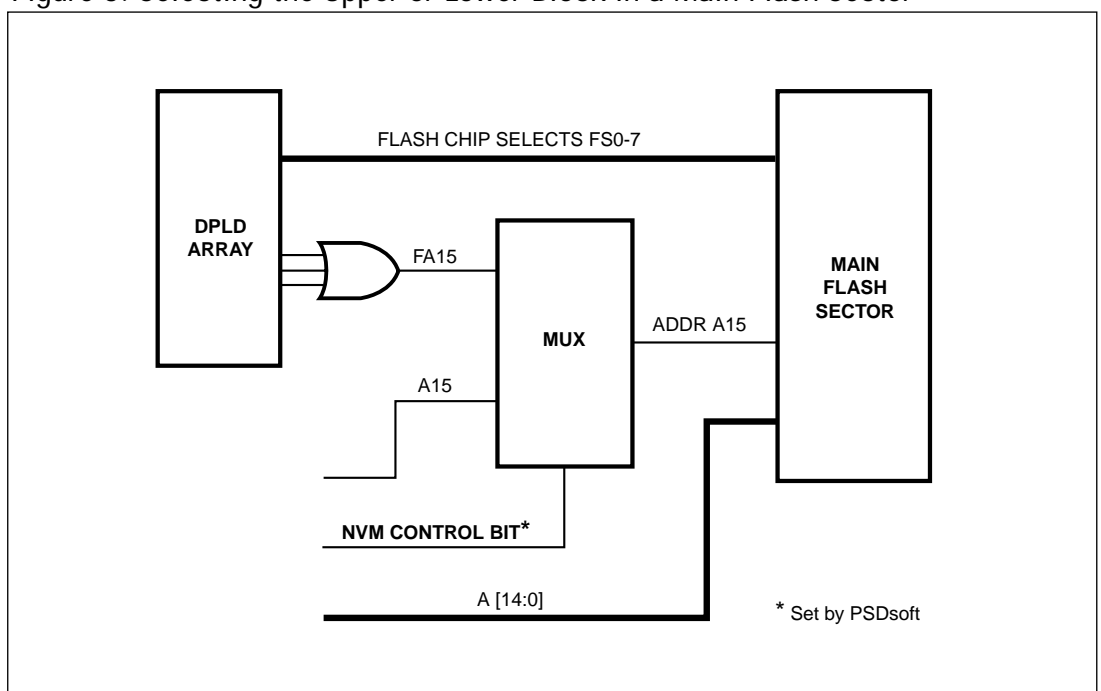 FLASH CHIP SELECTS FS0-7
DPLD
ARRAY
FA15
MAIN
FLASH
SECTOR
ADDR A15
MUX
A15
NVM CONTROL BIT*
A [14:0]
* Set by PSDsoft